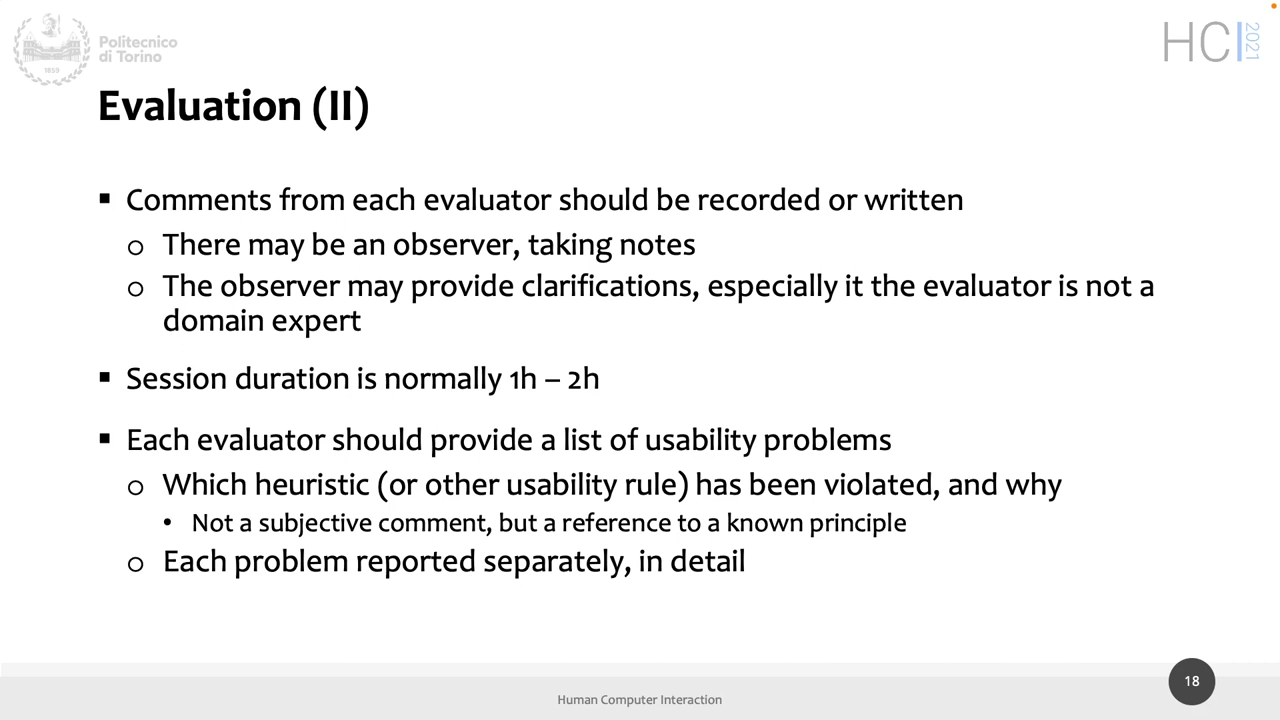 Politecnico
di Torino
1859
HCI 2021
Evaluation (II)
▪ Comments from each evaluator should be recorded or written
o There may be an observer, taking notes
o The observer may provide clarifications, especially it the evaluator is not a
domain expert
▪ Session duration is normally 1h – 2h
▪ Each evaluator should provide a list of usability problems
o Which heuristic (or other usability rule) has been violated, and why
• Not a subjective comment, but a reference to a known principle
o Each problem reported separately, in detail
18
Human Computer Interaction